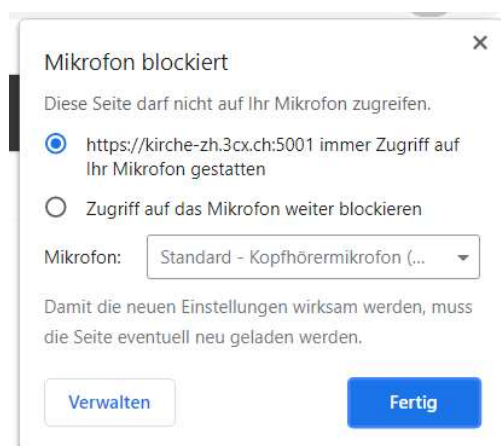 Mikrofon blockiert
Diese Seite darf nicht auf Ihr Mikrofon zugreifen.
https://kirche-zh.3cx.ch:5001 immer Zugriff auf
Ihr Mikrofon gestatten
Zugriff auf das Mikrofon weiter blockieren
Mikrofon: Standard - Kopfhörermikrofon (...
Damit die neuen Einstellungen wirksam werden, muss
die Seite eventuell neu geladen werden.
Verwalten Fertig